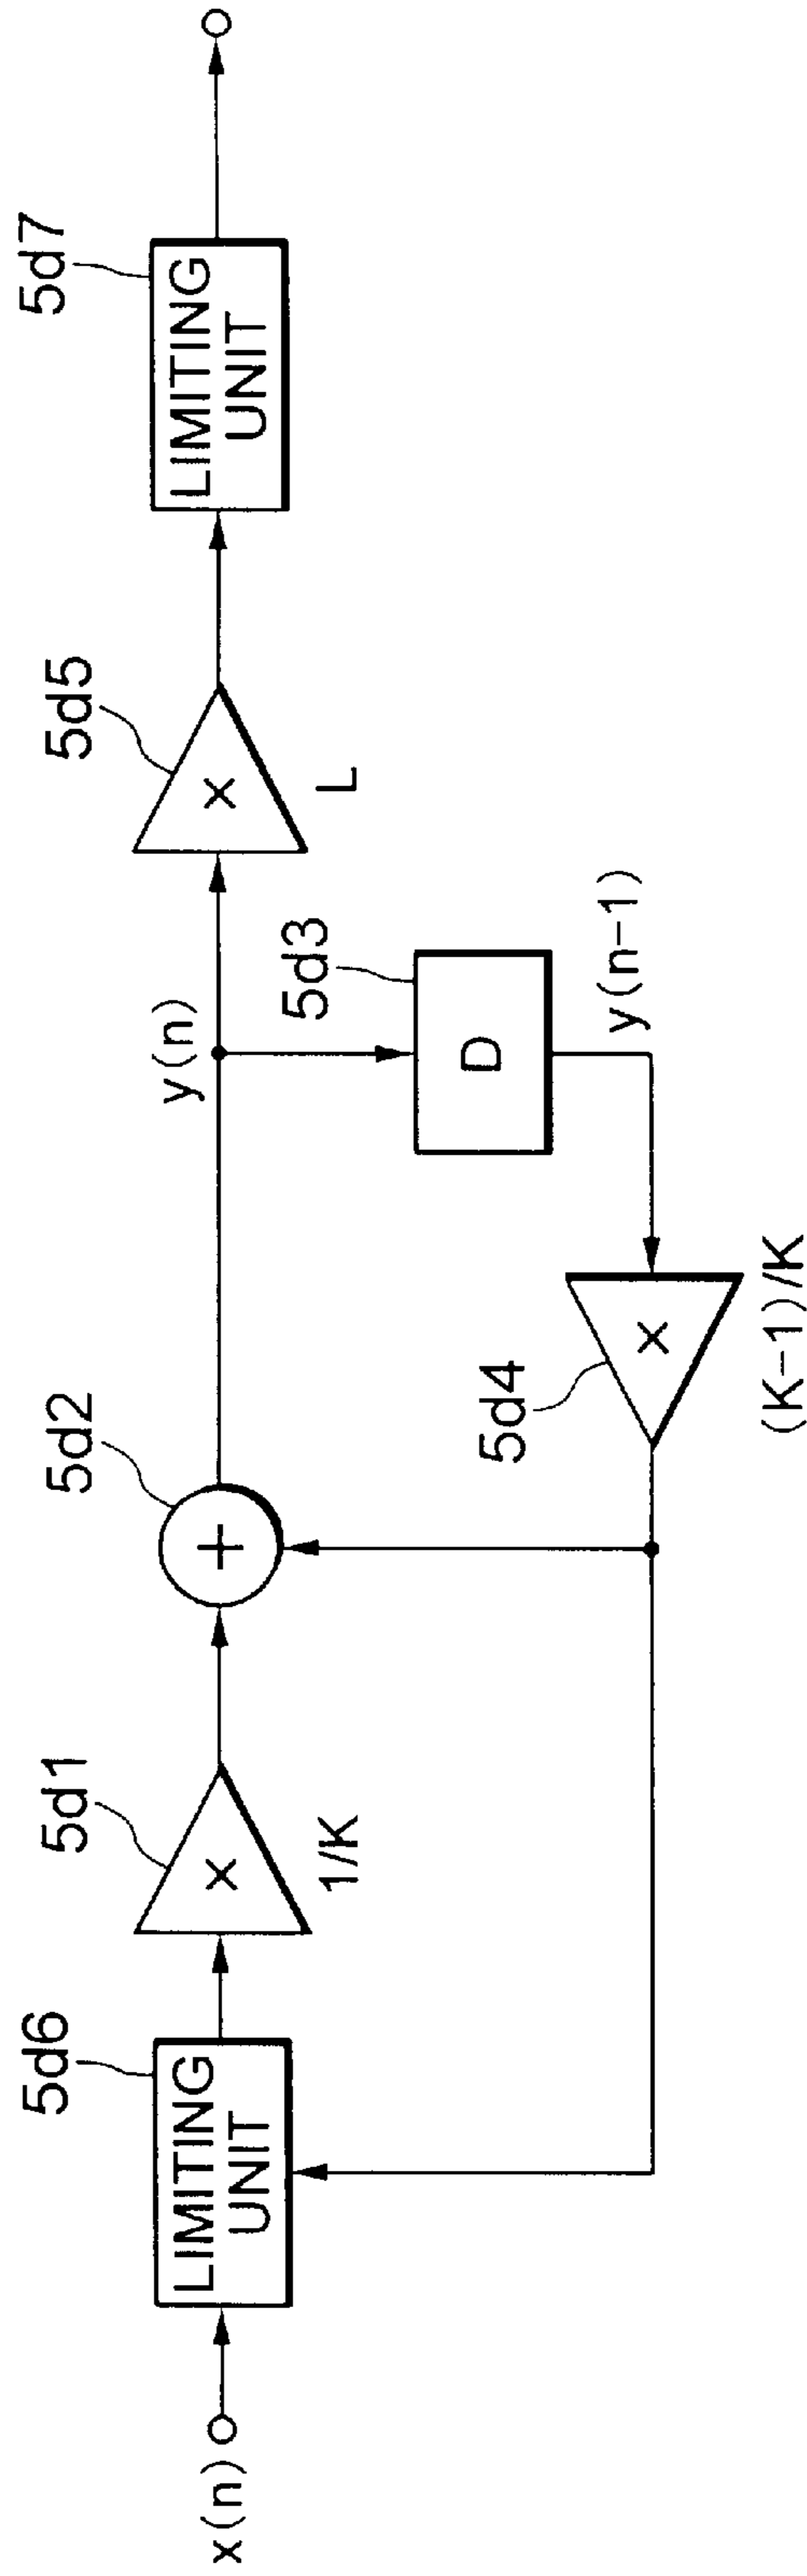 5d6
5d1
5d2
5d5
5d7
x(n)
LIMITING
UNIT
×
1/K
+
y(n)
×
L
LIMITING
UNIT
5d3
D
y(n-1)
5d4
×
(K-1)/K